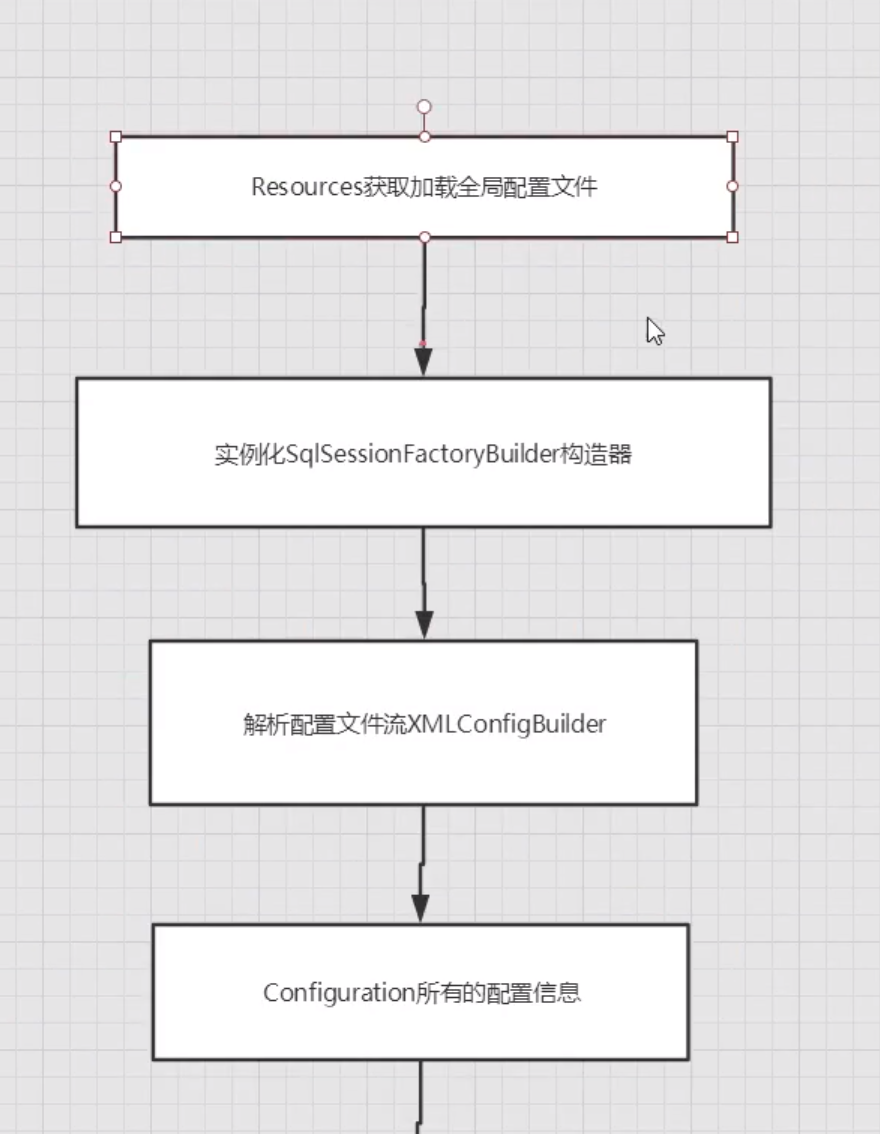 Resources获取加载全局配置文件
实例化SqlSessionFactoryBuilder构造器
解析配置文件流XMLConfigBuilder
Configuration所有的配置信息